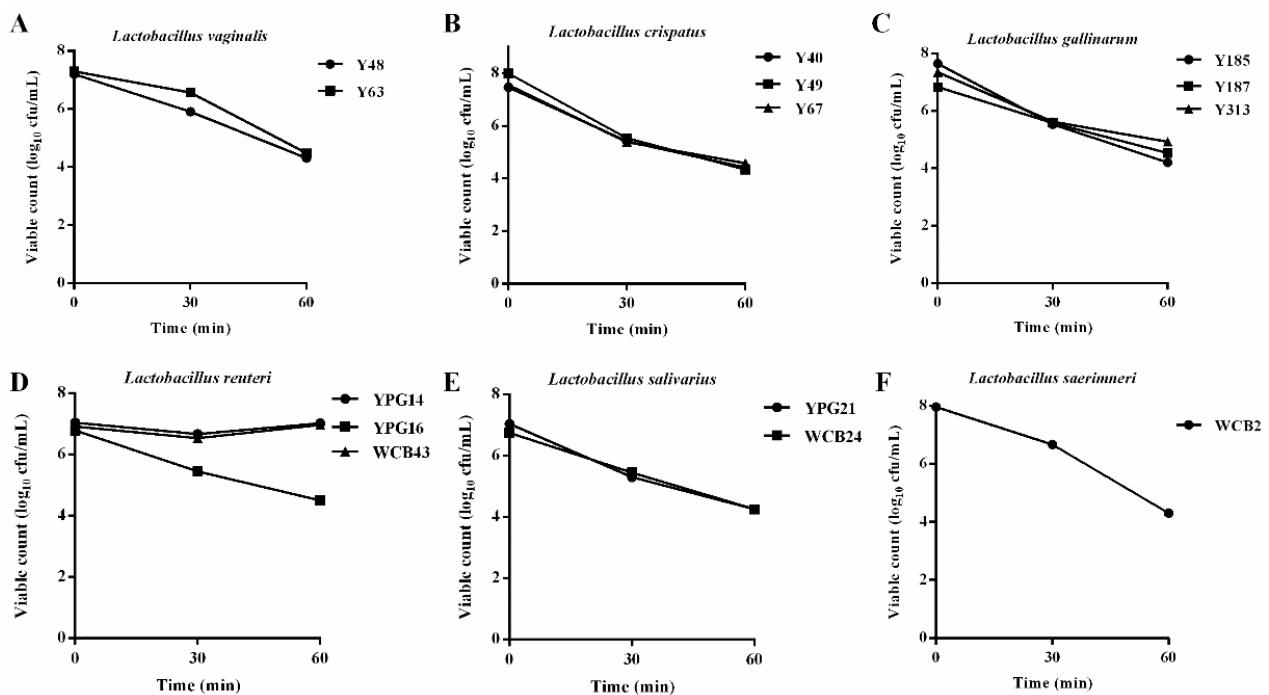 A
Lactobacillus vaginalis
Viable count (log10 cfu/mL)
8
6
4
2
0
0
30
60
Time (min)
Y48
Y63
B
Lactobacillus crispatus
Viable count (log10 cfu/mL)
8
6
4
2
0
0
30
60
Time (min)
Y40
Y49
Y67
C
Lactobacillus gallinarum
Viable count (log10 cfu/mL)
8
6
4
2
0
0
30
60
Time (min)
Y185
Y187
Y313
D
Lactobacillus reuteri
Viable count (log10 cfu/mL)
8
6
4
2
0
0
30
60
Time (min)
YPG14
YPG16
WCB43
E
Lactobacillus salivarius
Viable count (log10 cfu/mL)
8
6
4
2
0
0
30
60
Time (min)
YPG21
WCB24
F
Lactobacillus saerimneri
Viable count (log10 cfu/mL)
8
6
4
2
0
0
30
60
Time (min)
WCB2